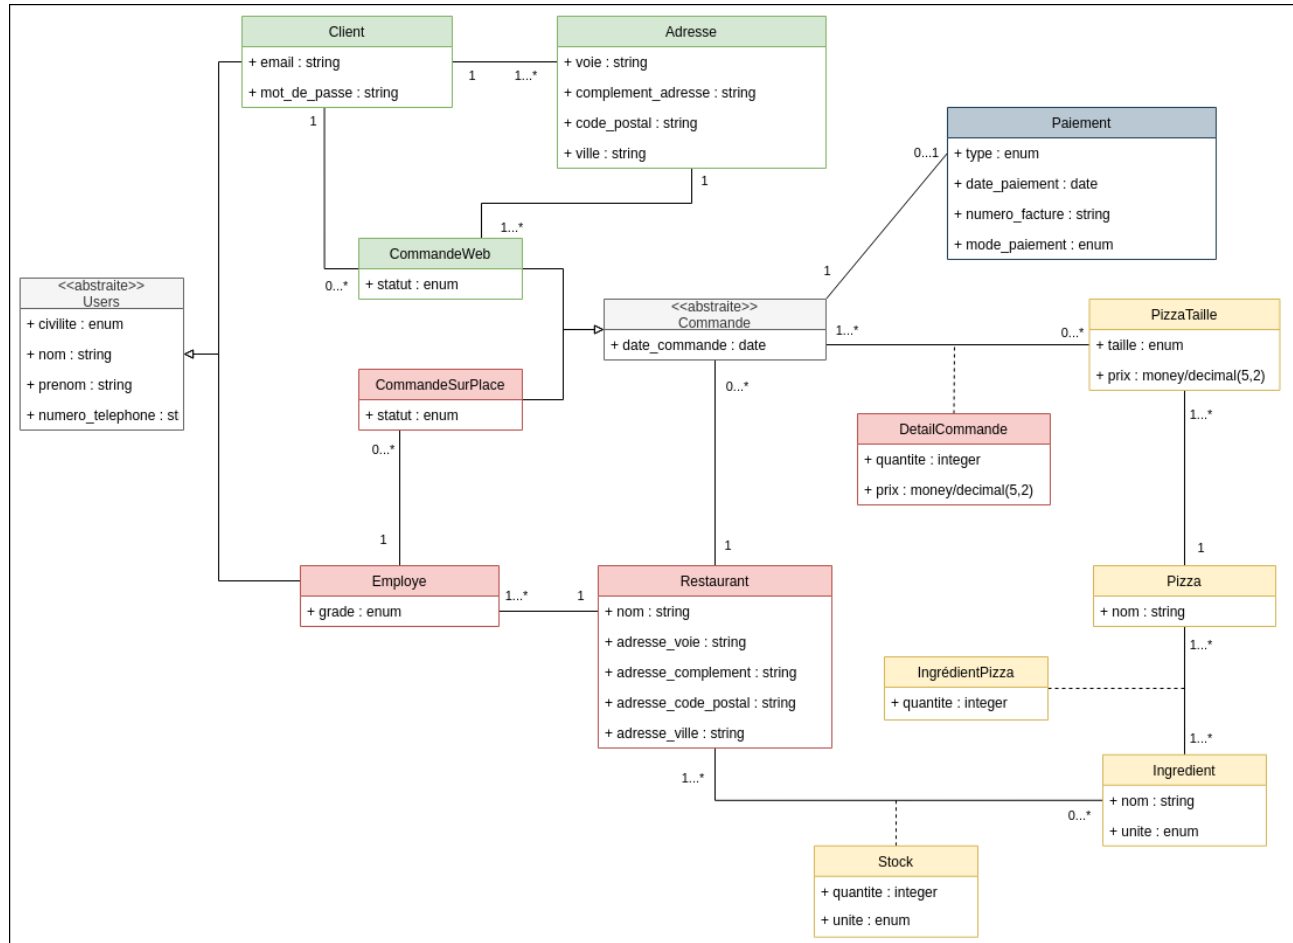 Client
+ email : string
+ mot_de_passe : string
1
1...*
Adresse
+ voie : string
+ complement_adresse : string
+ code_postal : string
+ ville : string
1
1
1...*
0...*
CommandeWeb
+ statut : enum
Paiement
+ type : enum
+ date_paiement : date
+ numero_facture : string
+ mode_paiement : enum
0...1
1
<<abstraite>>
Users
+ civilite : enum
+ nom : string
+ prenom : string
+ numero_telephone : st
<<abstraite>>
Commande
+ date_commande : date
1...*
0...*
0...*
PizzaTaille
+ taille : enum
+ prix : money/decimal(5,2)
1...*
CommandeSurPlace
+ statut : enum
0...*
1
DetailCommande
+ quantite : integer
+ prix : money/decimal(5,2)
1
1
Employe
+ grade : enum
1...*
1
Restaurant
+ nom : string
+ adresse_voie : string
+ adresse_complement : string
+ adresse_code_postal : string
+ adresse_ville : string
1...*
Pizza
+ nom : string
1...*
IngrédientPizza
+ quantite : integer
1...*
Ingredient
+ nom : string
+ unite : enum
0...*
Stock
+ quantite : integer
+ unite : enum